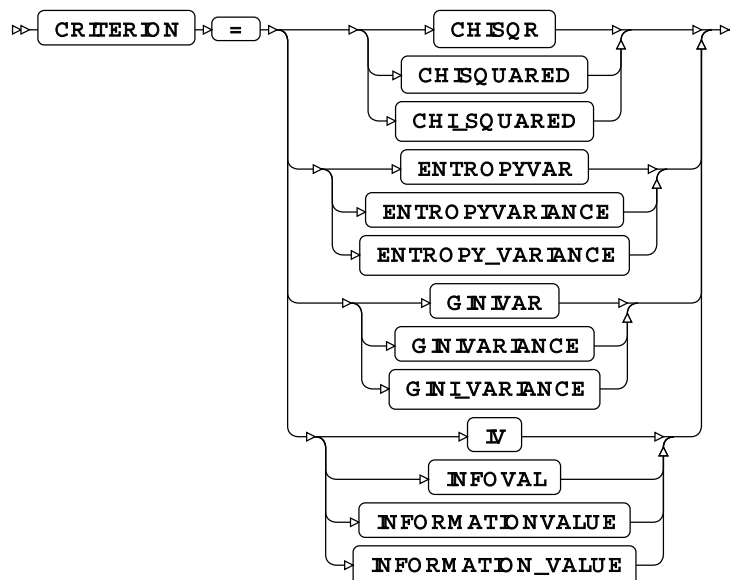 CRITERION = CHISQR
CHISQUARED
CHI_SQUARED
ENTROPYVAR
ENTROPYVARIANCE
ENTROPY_VARIANCE
GINIVAR
GINIVARIANCE
GINI_VARIANCE
IV
INFOVAL
INFORMATIONVALUE
INFORMATION_VALUE